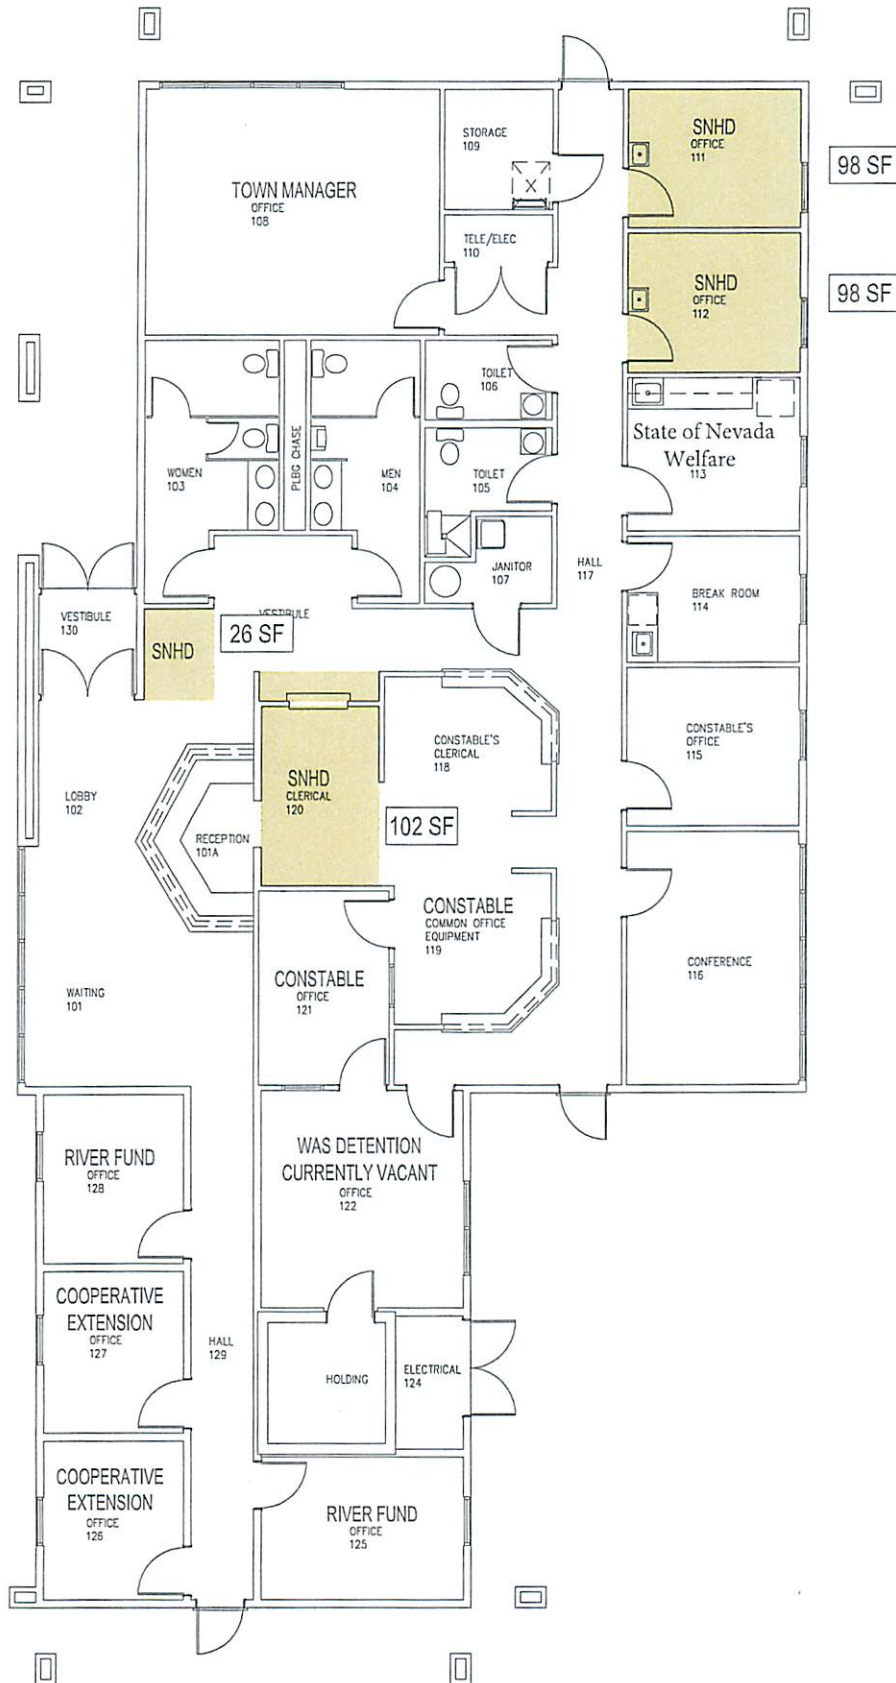 SNHD
OFFICE
111
98 SF
STORAGE
109
TOWN MANAGER
OFFICE
108
TELE/ELEC
110
SNHD
OFFICE
112
98 SF
TOILET
106
State of Nevada
Welfare
113
PLBG CHASE
WOMEN
103
MEN
104
TOILET
105
JANITOR
107
HALL
117
BREAK ROOM
114
VESTIBULE
130
VESTIBULE
SNHD
26 SF
CONSTABLE'S
OFFICE
115
CONSTABLE'S
CLERICAL
118
SNHD
CLERICAL
120
LOBBY
102
RECEPTION
101A
102 SF
CONSTABLE
COMMON OFFICE
EQUIPMENT
119
CONFERENCE
116
CONSTABLE
OFFICE
121
WAITING
101
WAS DETENTION
CURRENTLY VACANT
OFFICE
122
RIVER FUND
OFFICE
128
COOPERATIVE
EXTENSION
OFFICE
127
HALL
129
HOLDING
ELECTRICAL
124
COOPERATIVE
EXTENSION
OFFICE
126
RIVER FUND
OFFICE
125